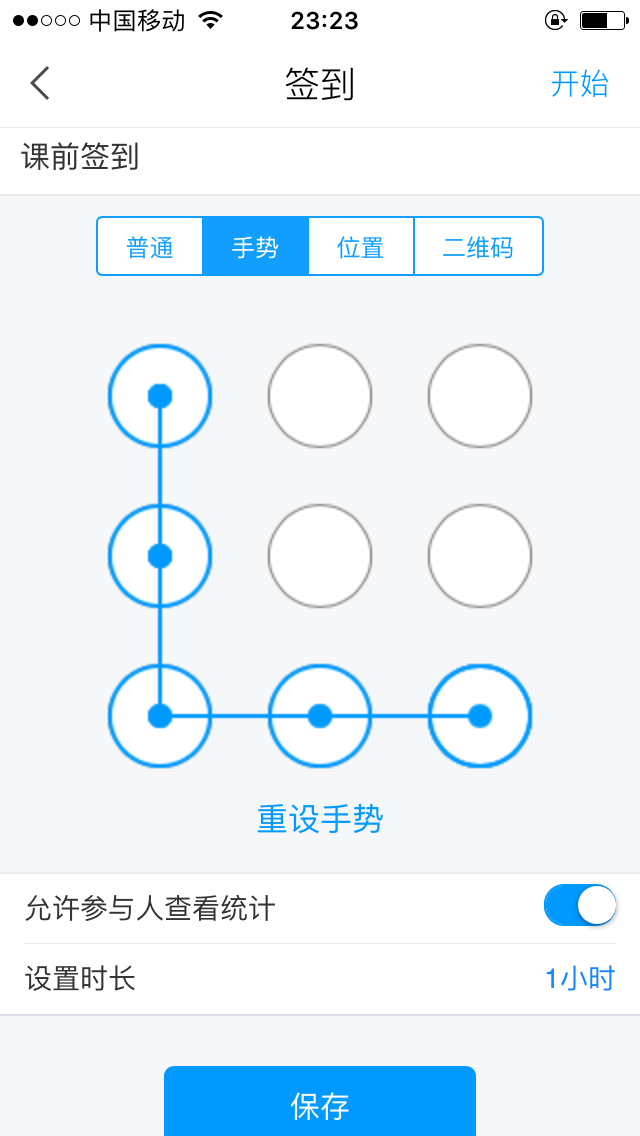 中国移动 23:23
签到 开始
课前签到
普通 手势 位置 二维码
重设手势
允许参与人查看统计
设置时长 1小时
保存